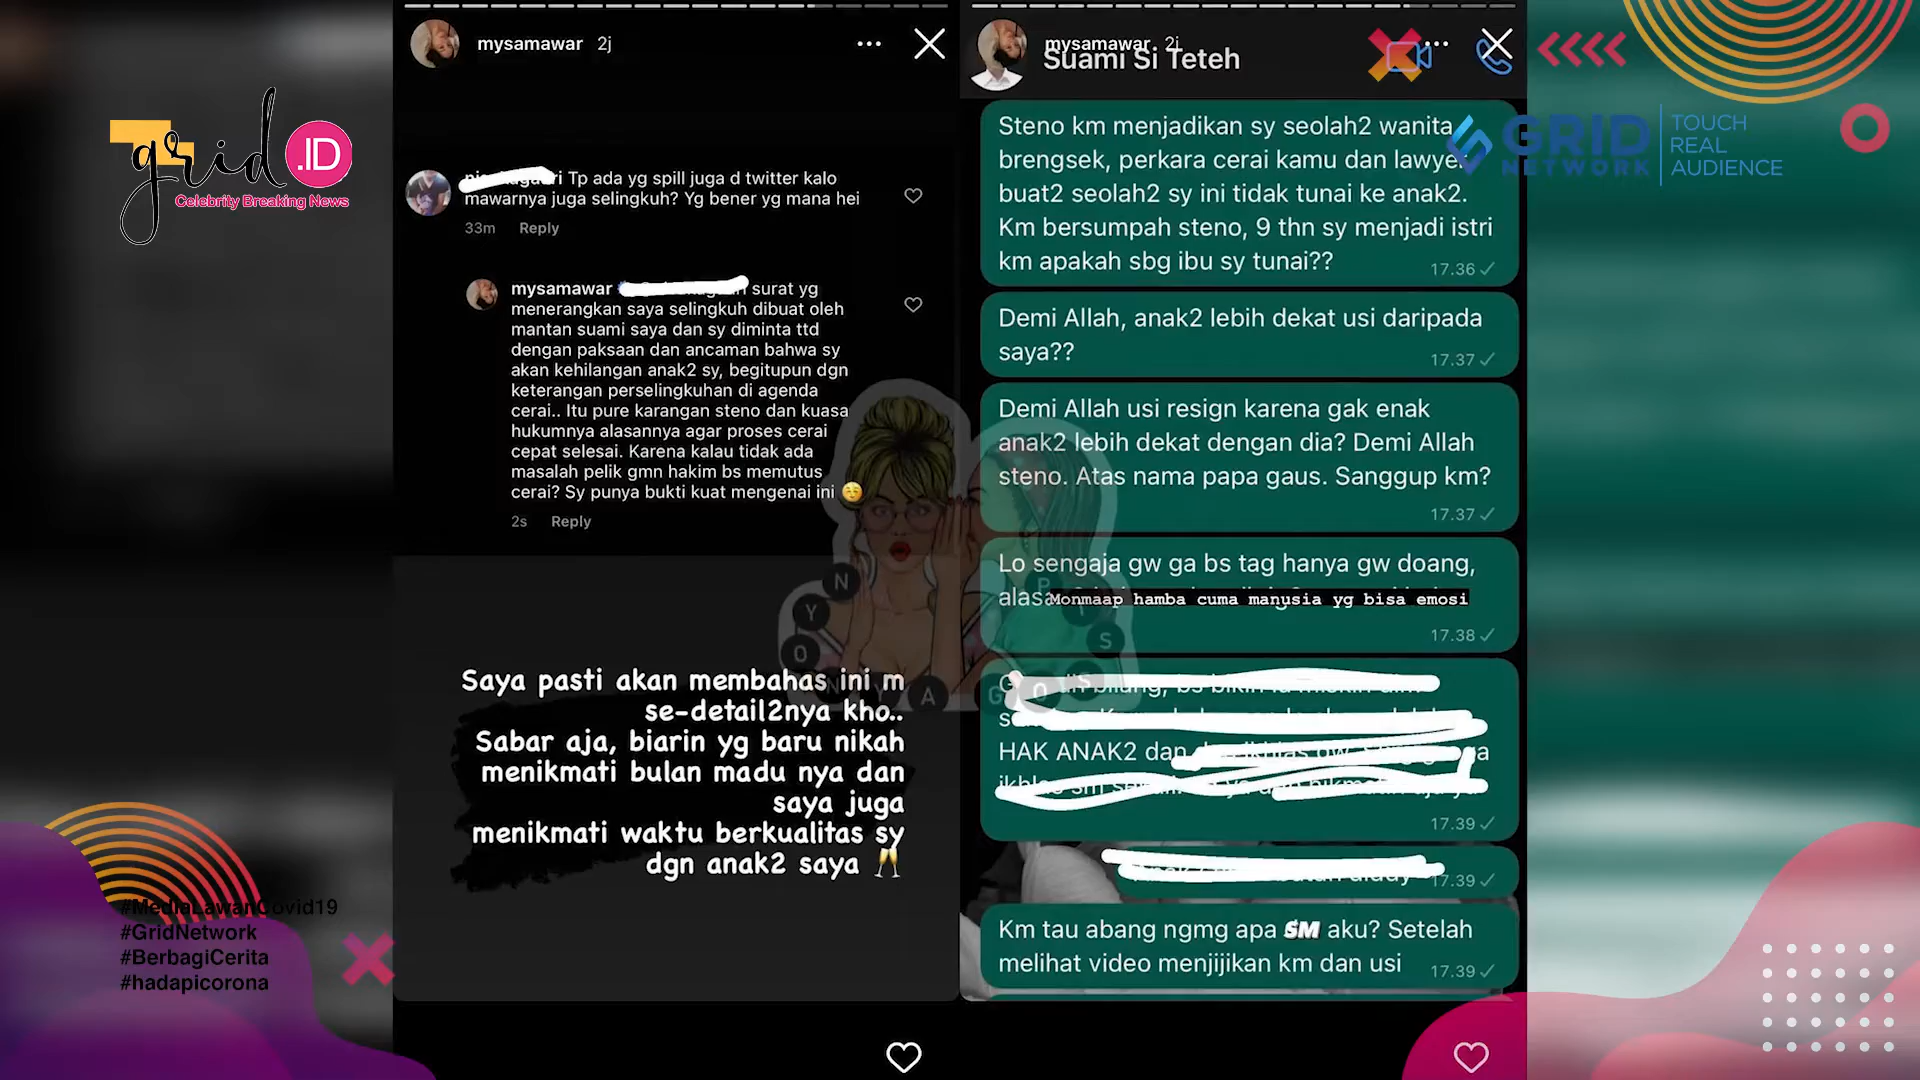 mysamawar 2j
Tp ada yg spill juga d twitter kalo
mawarnya juga selingkuh? Yg bener yg mana hei
33m Reply
mysamawar surat yg
menerangkan saya selingkuh dibuat oleh
mantan suami saya dan sy diminta ttd
dengan paksaan dan ancaman bahwa sy
akan kehilangan anak2 sy, begitupun dgn
keterangan perselingkuhan di agenda
cerai.. Itu pure karangan steno dan kuasa
hukumnya alasannya agar proses cerai
cepat selesai. Karena kalau tidak ada
masalah pelik gmn hakim bs memutus
cerai? Sy punya bukti kuat mengenai ini ☺️
2s Reply
Saya pasti akan membahas ini m
se-detail2nya kho..
Sabar aja, biarin yg baru nikah
menikmati bulan madu nya dan
saya juga
menikmati waktu berkualitas sy
dgn anak2 saya 🥂
mysamawar 2j
Suami Si Teteh
Steno km menjadikan sy seolah2 wanita
brengsek, perkara cerai kamu dan lawyer
buat2 seolah2 sy ini tidak tunai ke anak2.
Km bersumpah steno, 9 thn sy menjadi istri
km apakah sbg ibu sy tunai??
17.36
Demi Allah, anak2 lebih dekat usi daripada
saya??
17.37
Demi Allah usi resign karena gak enak
anak2 lebih dekat dengan dia? Demi Allah
steno. Atas nama papa gaus. Sanggup km?
17.37
Lo sengaja gw ga bs tag hanya gw doang,
Monmaap hamba cuma manusia yg bisa emosi
17.38
HAK ANAK2 dan
17.39
17.39
Km tau abang ngmg apa SM aku? Setelah
melihat video menjijikan km dan usi
17.39
grid .ID
Celebrity Breaking News
GRID
NETWORK
TOUCH
REAL
AUDIENCE
#MediaLawanCovid19
#GridNetwork
#BerbagiCerita
#hadapicorona